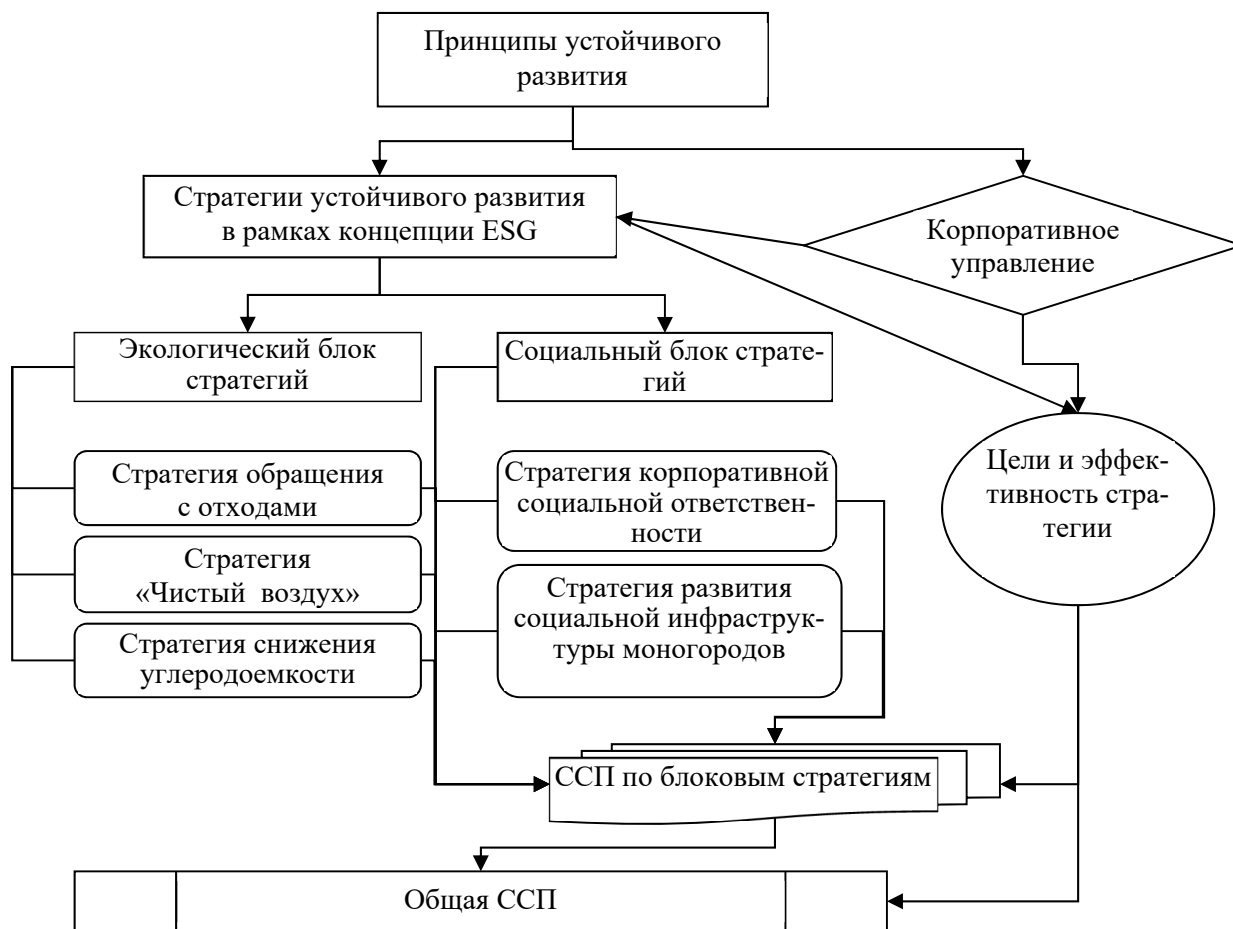 Принципы устойчивого
развития
Стратегии устойчивого развития
в рамках концепции ESG
Корпоративное
управление
Экологический блок
стратегий
Социальный блок страте-
гий
Стратегия обращения
с отходами
Стратегия корпоративной
социальной ответствен-
ности
Цели и эффек-
тивность стра-
тегии
Стратегия
«Чистый воздух»
Стратегия развития
социальной инфраструк-
туры моногородов
Стратегия снижения
углеродоемкости
ССП по блоковым стратегиям
Общая ССП